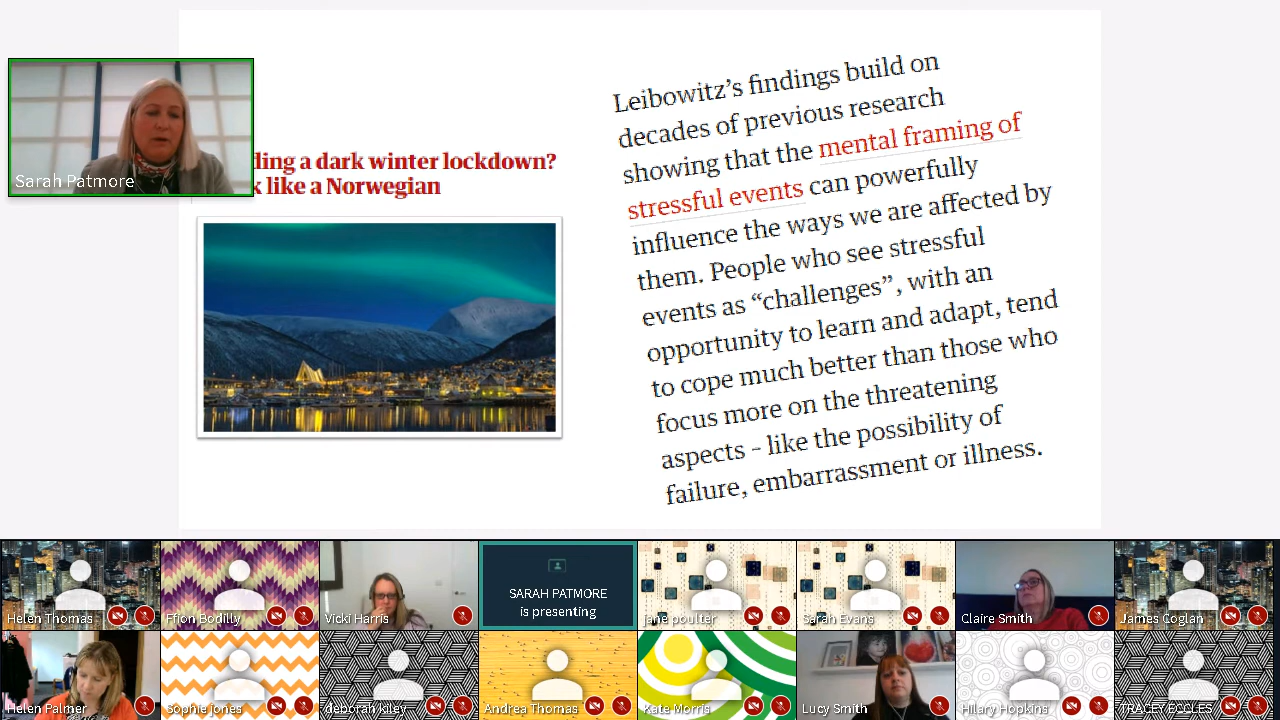 Sarah Patmore
ding a dark winter lockdown?
k like a Norwegian
Leibowitz’s findings build on
decades of previous research
showing that the mental framing of
stressful events can powerfully
influence the ways we are affected by
them. People who see stressful
events as “challenges”, with an
opportunity to learn and adapt, tend
to cope much better than those who
focus more on the threatening
aspects – like the possibility of
failure, embarrassment or illness.
Helen Thomas
Ffion Bodilly
Vicki Harris
SARAH PATMORE
is presenting
jane poulter
Sarah Evans
Claire Smith
James Coglan
Helen Palmer
Sophie jones
deborah kiley
Andrea Thomas
Kate Morris
Lucy Smith
Hilary Hopkins
TRACEY ECCLES